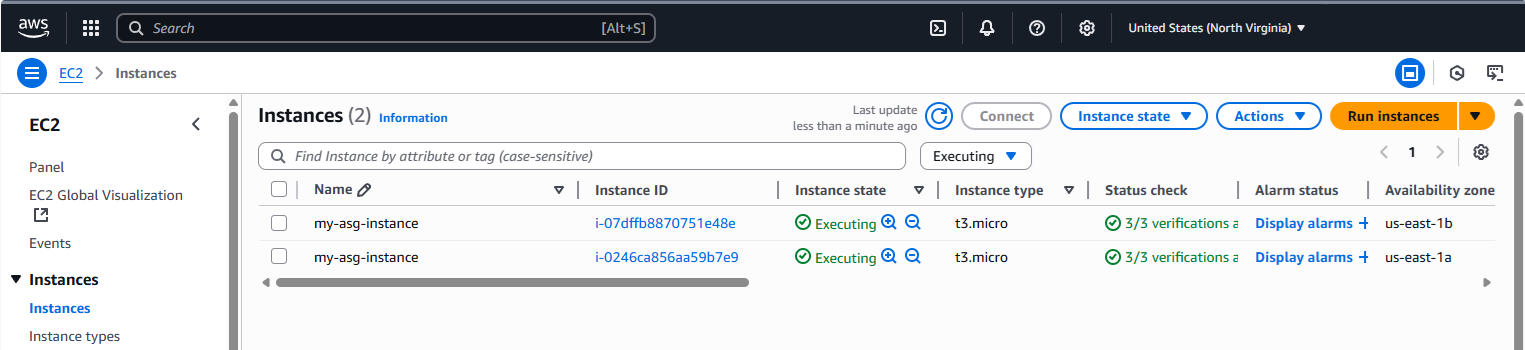 aws Search [Alt+S] United States (North Virginia)
EC2 Instances
EC2
Panel
EC2 Global Visualization
Events
Instances
Instances
Instance types
Instances (2) Information
Last update
less than a minute ago
Connect Instance state Actions Run instances
Find Instance by attribute or tag (case-sensitive) Executing 1
Name Instance ID Instance state Instance type Status check Alarm status Availability zone
my-asg-instance i-07dffb8870751e48e Executing t3.micro 3/3 verifications a Display alarms + us-east-1b
my-asg-instance i-0246ca856aa59b7e9 Executing t3.micro 3/3 verifications a Display alarms + us-east-1a